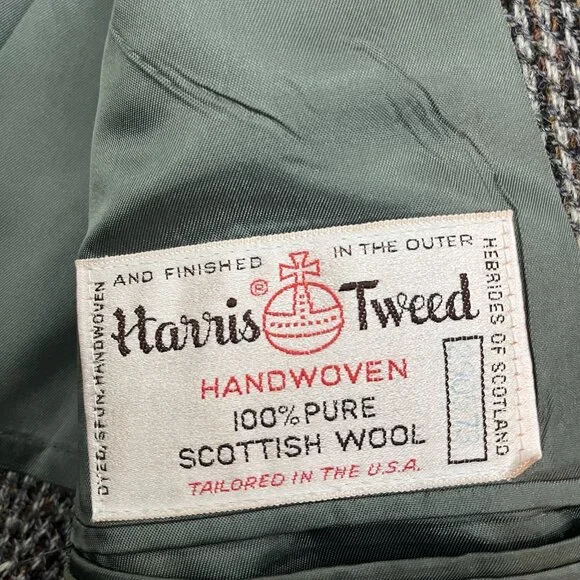 DYED, SPUN, HANDWOVEN
AND FINISHED
IN THE OUTER
HEBRIDES OF SCOTLAND
Harris ® Tweed
HANDWOVEN
100% PURE
SCOTTISH WOOL
TAILORED IN THE U.S.A.